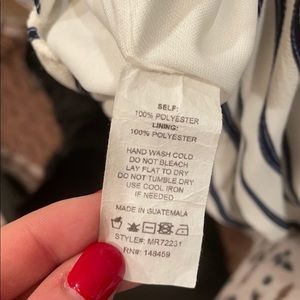 SELF:
100% POLYESTER
LINING:
100% POLYESTER
HAND WASH COLD
DO NOT BLEACH
LAY FLAT TO DRY
DO NOT TUMBLE DRY
USE COOL IRON
IF NEEDED
MADE IN GUATEMALA
STYLE#: MR72231
RN#: 148459